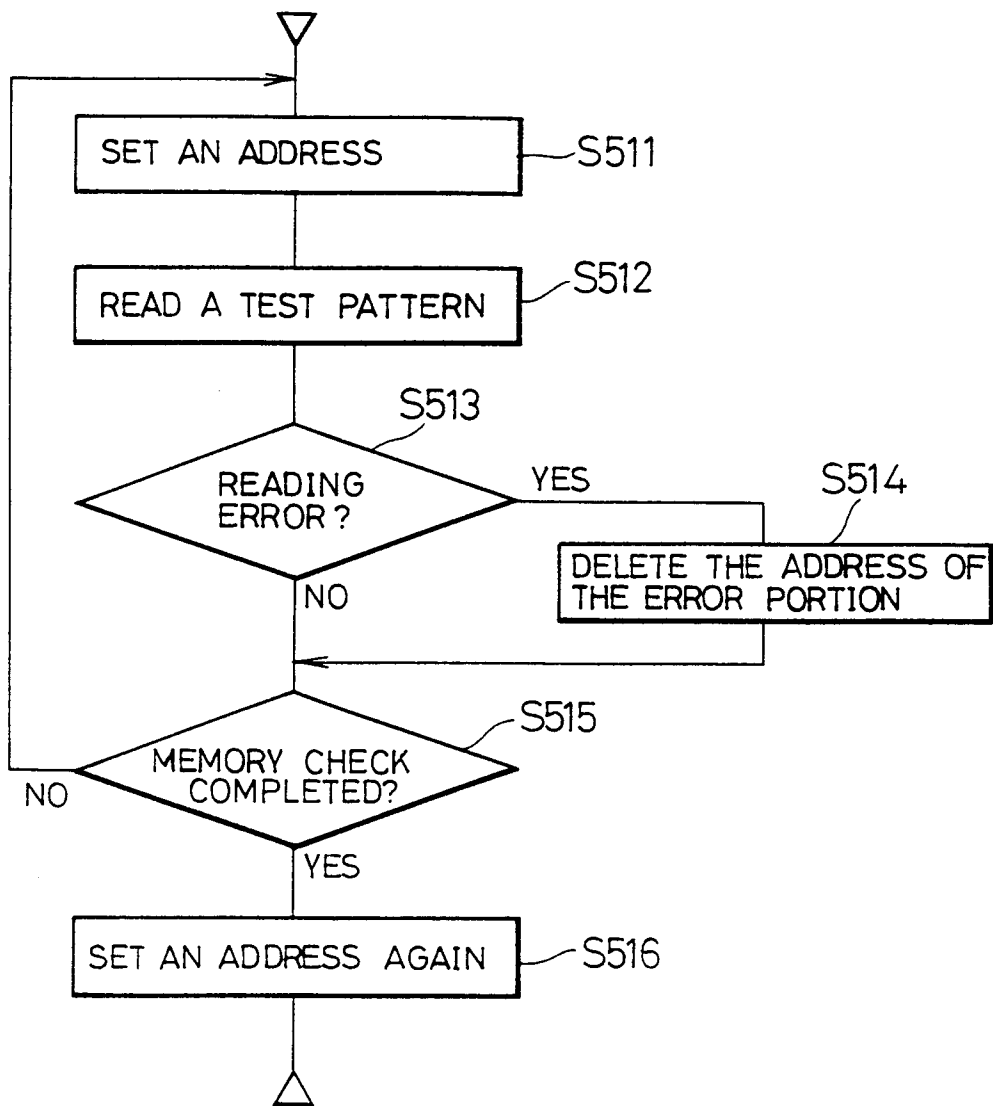 SET AN ADDRESS
S511
READ A TEST PATTERN
S512
S513
READING
ERROR?
YES
S514
DELETE THE ADDRESS OF
THE ERROR PORTION
NO
S515
MEMORY CHECK
COMPLETED?
NO
YES
SET AN ADDRESS AGAIN
S516